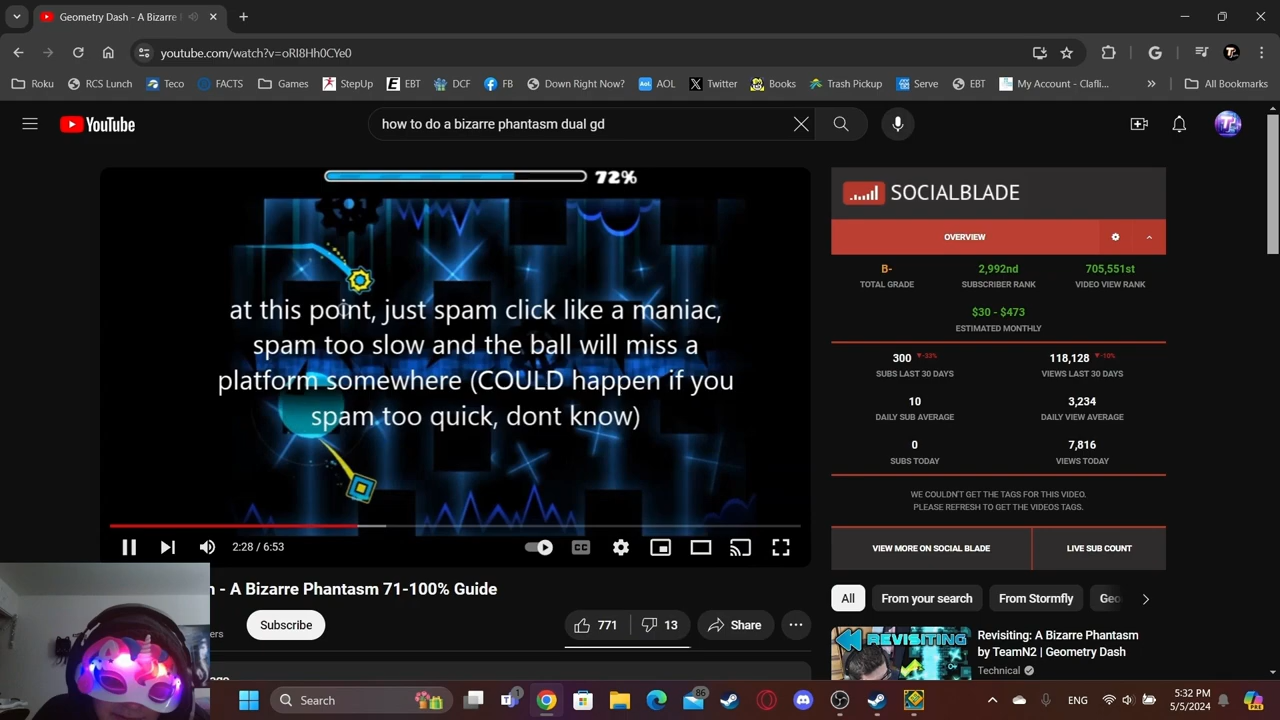 Geometry Dash - A Bizarre
youtube.com/watch?v=oRI8Hh0CYe0
Roku
RCS Lunch
Teco
FACTS
Games
StepUp
EBT
DCF
FB
Down Right Now?
AOL
Twitter
Books
Trash Pickup
Serve
EBT
My Account - Clafli...
All Bookmarks
YouTube
how to do a bizarre phantasm dual gd
72%
at this point, just spam click like a maniac,
spam too slow and the ball will miss a
platform somewhere (COULD happen if you
spam too quick, dont know)
2:28 / 6:53
CC
SOCIALBLADE
OVERVIEW
B-
2,992nd
705,551st
TOTAL GRADE
SUBSCRIBER RANK
VIDEO VIEW RANK
$30 - $473
ESTIMATED MONTHLY
300 ▼-33%
118,128 ▼-10%
SUBS LAST 30 DAYS
VIEWS LAST 30 DAYS
10
3,234
DAILY SUB AVERAGE
DAILY VIEW AVERAGE
0
7,816
SUBS TODAY
VIEWS TODAY
WE COULDN'T GET THE TAGS FOR THIS VIDEO.
PLEASE REFRESH TO GET THE VIDEOS TAGS.
VIEW MORE ON SOCIAL BLADE
LIVE SUB COUNT
- A Bizarre Phantasm 71-100% Guide
Subscribe
771
13
Share
All
From your search
From Stormfly
Geo
REVISITING
Revisiting: A Bizarre Phantasm
by TeamN2 | Geometry Dash
Technical
Search
1
86
ENG
5:32 PM
5/5/2024